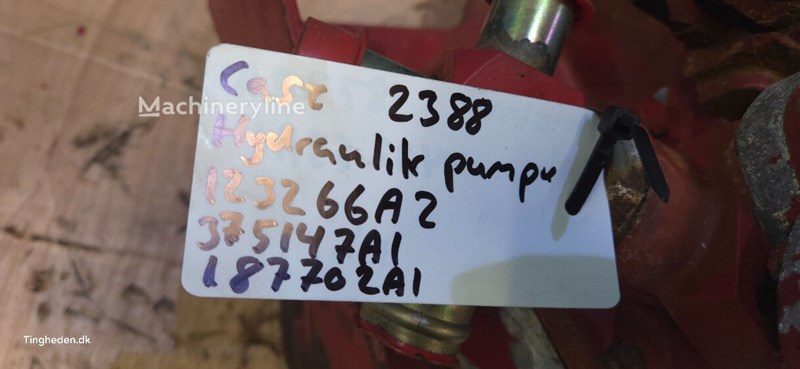 Case 2388
Machineryline
Hydraulik pumpe
123266A2
375147A1
187702A1
Tingheden.dk